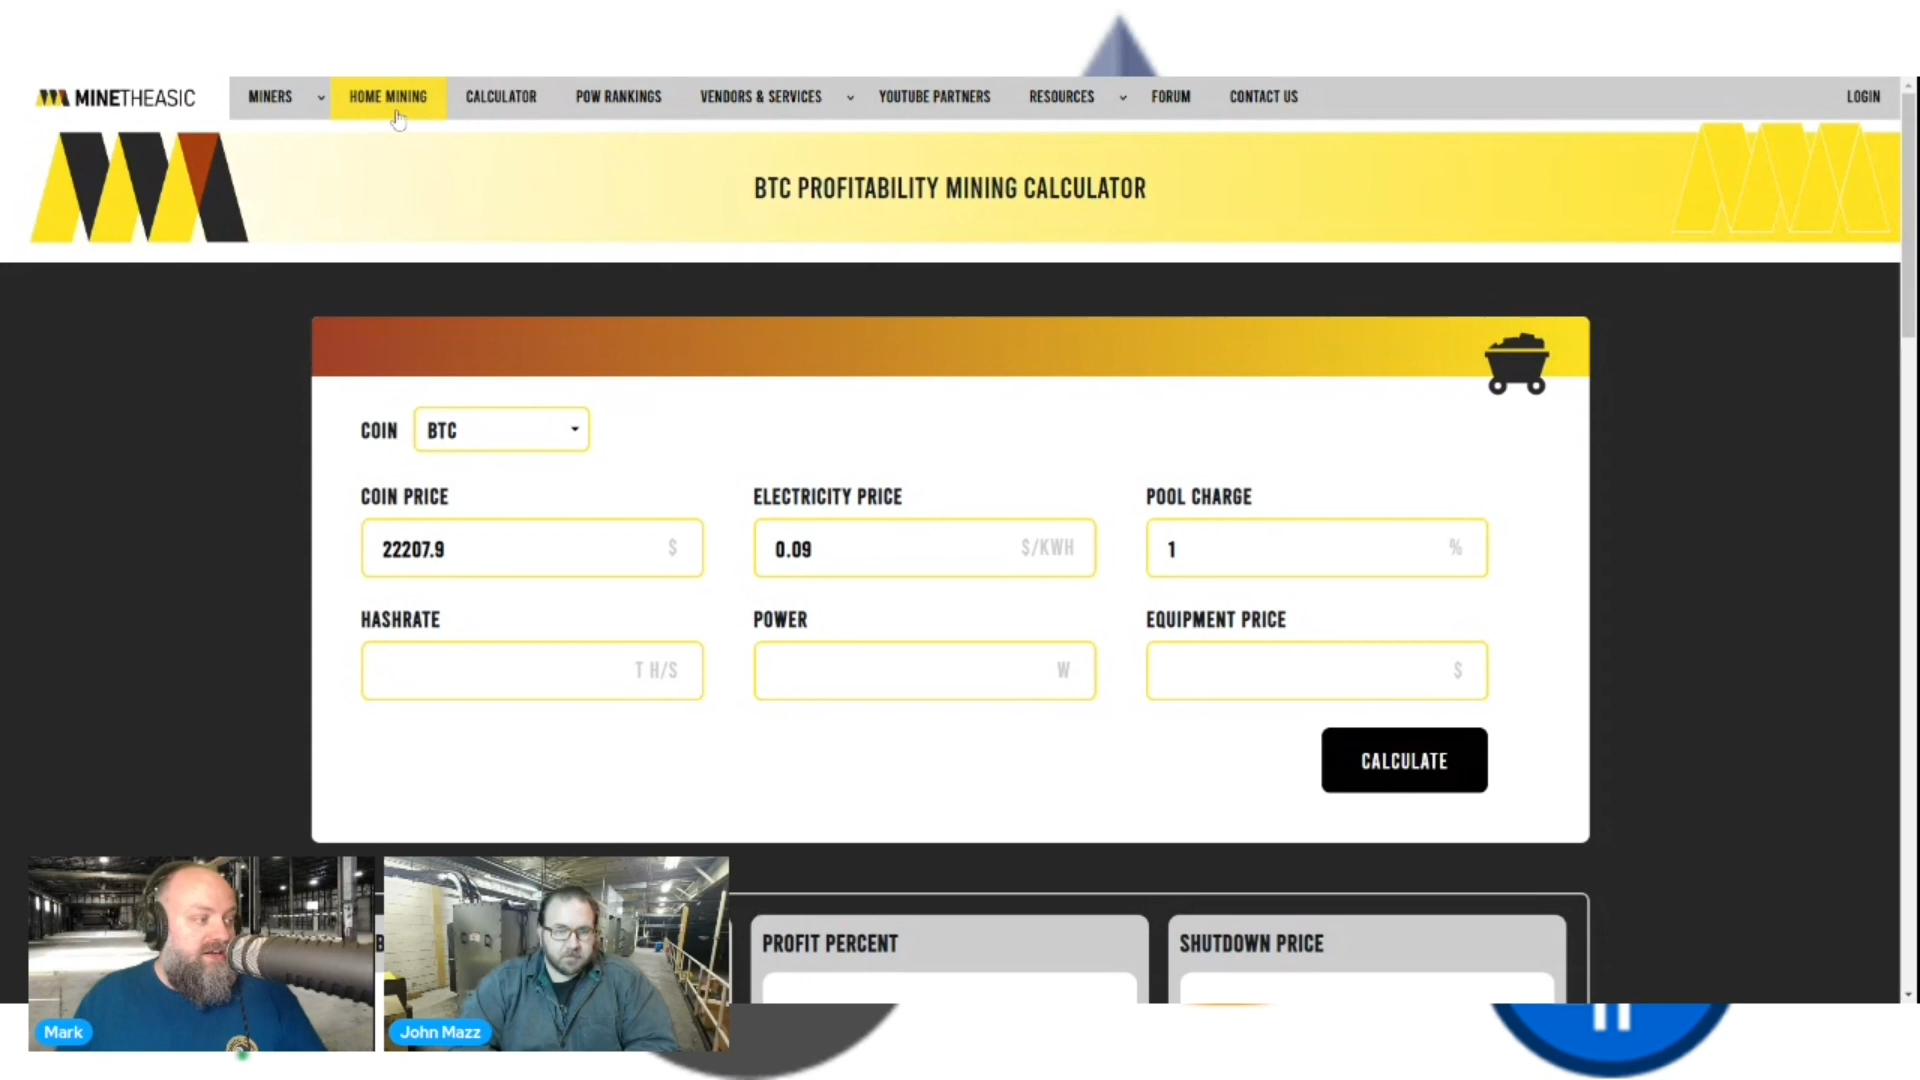 MINETHEASIC
MINERS
HOME MINING
CALCULATOR
POW RANKINGS
VENDORS & SERVICES
YOUTUBE PARTNERS
RESOURCES
FORUM
CONTACT US
LOGIN
BTC PROFITABILITY MINING CALCULATOR
COIN
BTC
COIN PRICE
ELECTRICITY PRICE
POOL CHARGE
22207.9 $
0.09 $/KWH
1 %
HASHRATE
POWER
EQUIPMENT PRICE
T H/S
W
$
CALCULATE
PROFIT PERCENT
SHUTDOWN PRICE
Mark
John Mazz